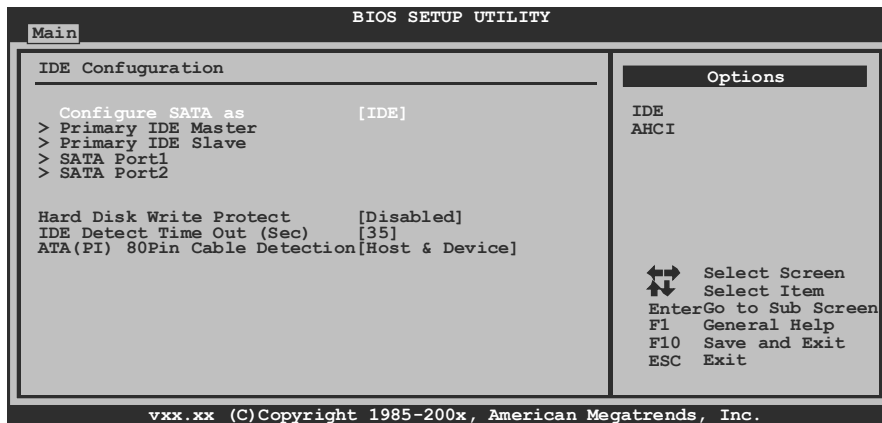 BIOS SETUP UTILITY
Main
IDE Confuguration
Configure SATA as [IDE]
> Primary IDE Master
> Primary IDE Slave
> SATA Port1
> SATA Port2
Hard Disk Write Protect [Disabled]
IDE Detect Time Out (Sec) [35]
ATA(PI) 80Pin Cable Detection[Host & Device]
Options
IDE
AHCI
Select Screen
Select Item
EnterGo to Sub Screen
F1 General Help
F10 Save and Exit
ESC Exit
vxx.xx (C)Copyright 1985-200x, American Megatrends, Inc.